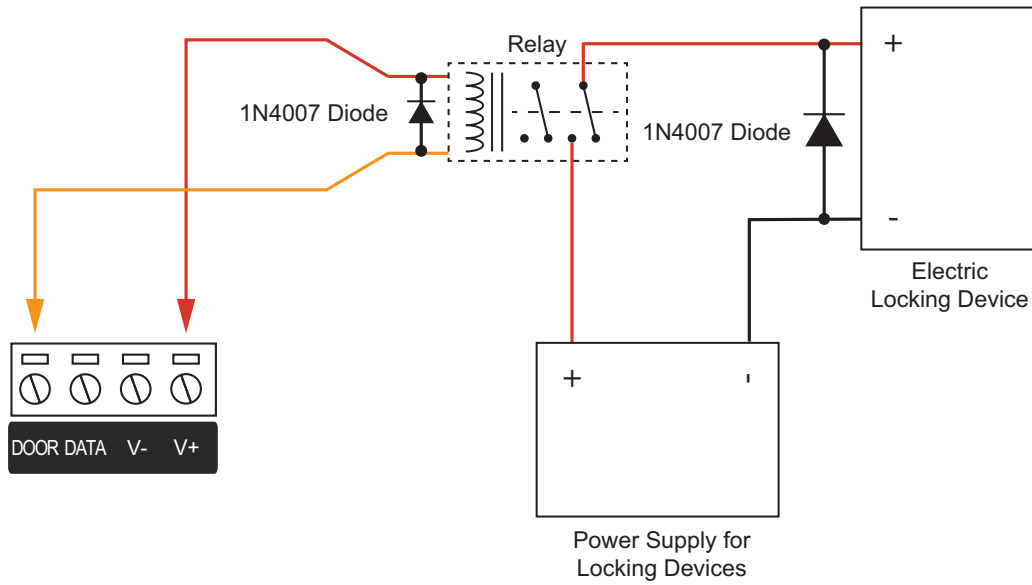 Relay
1N4007 Diode
1N4007 Diode
+
-
Electric
Locking Device
DOOR DATA V- V+
+ -
Power Supply for
Locking Devices